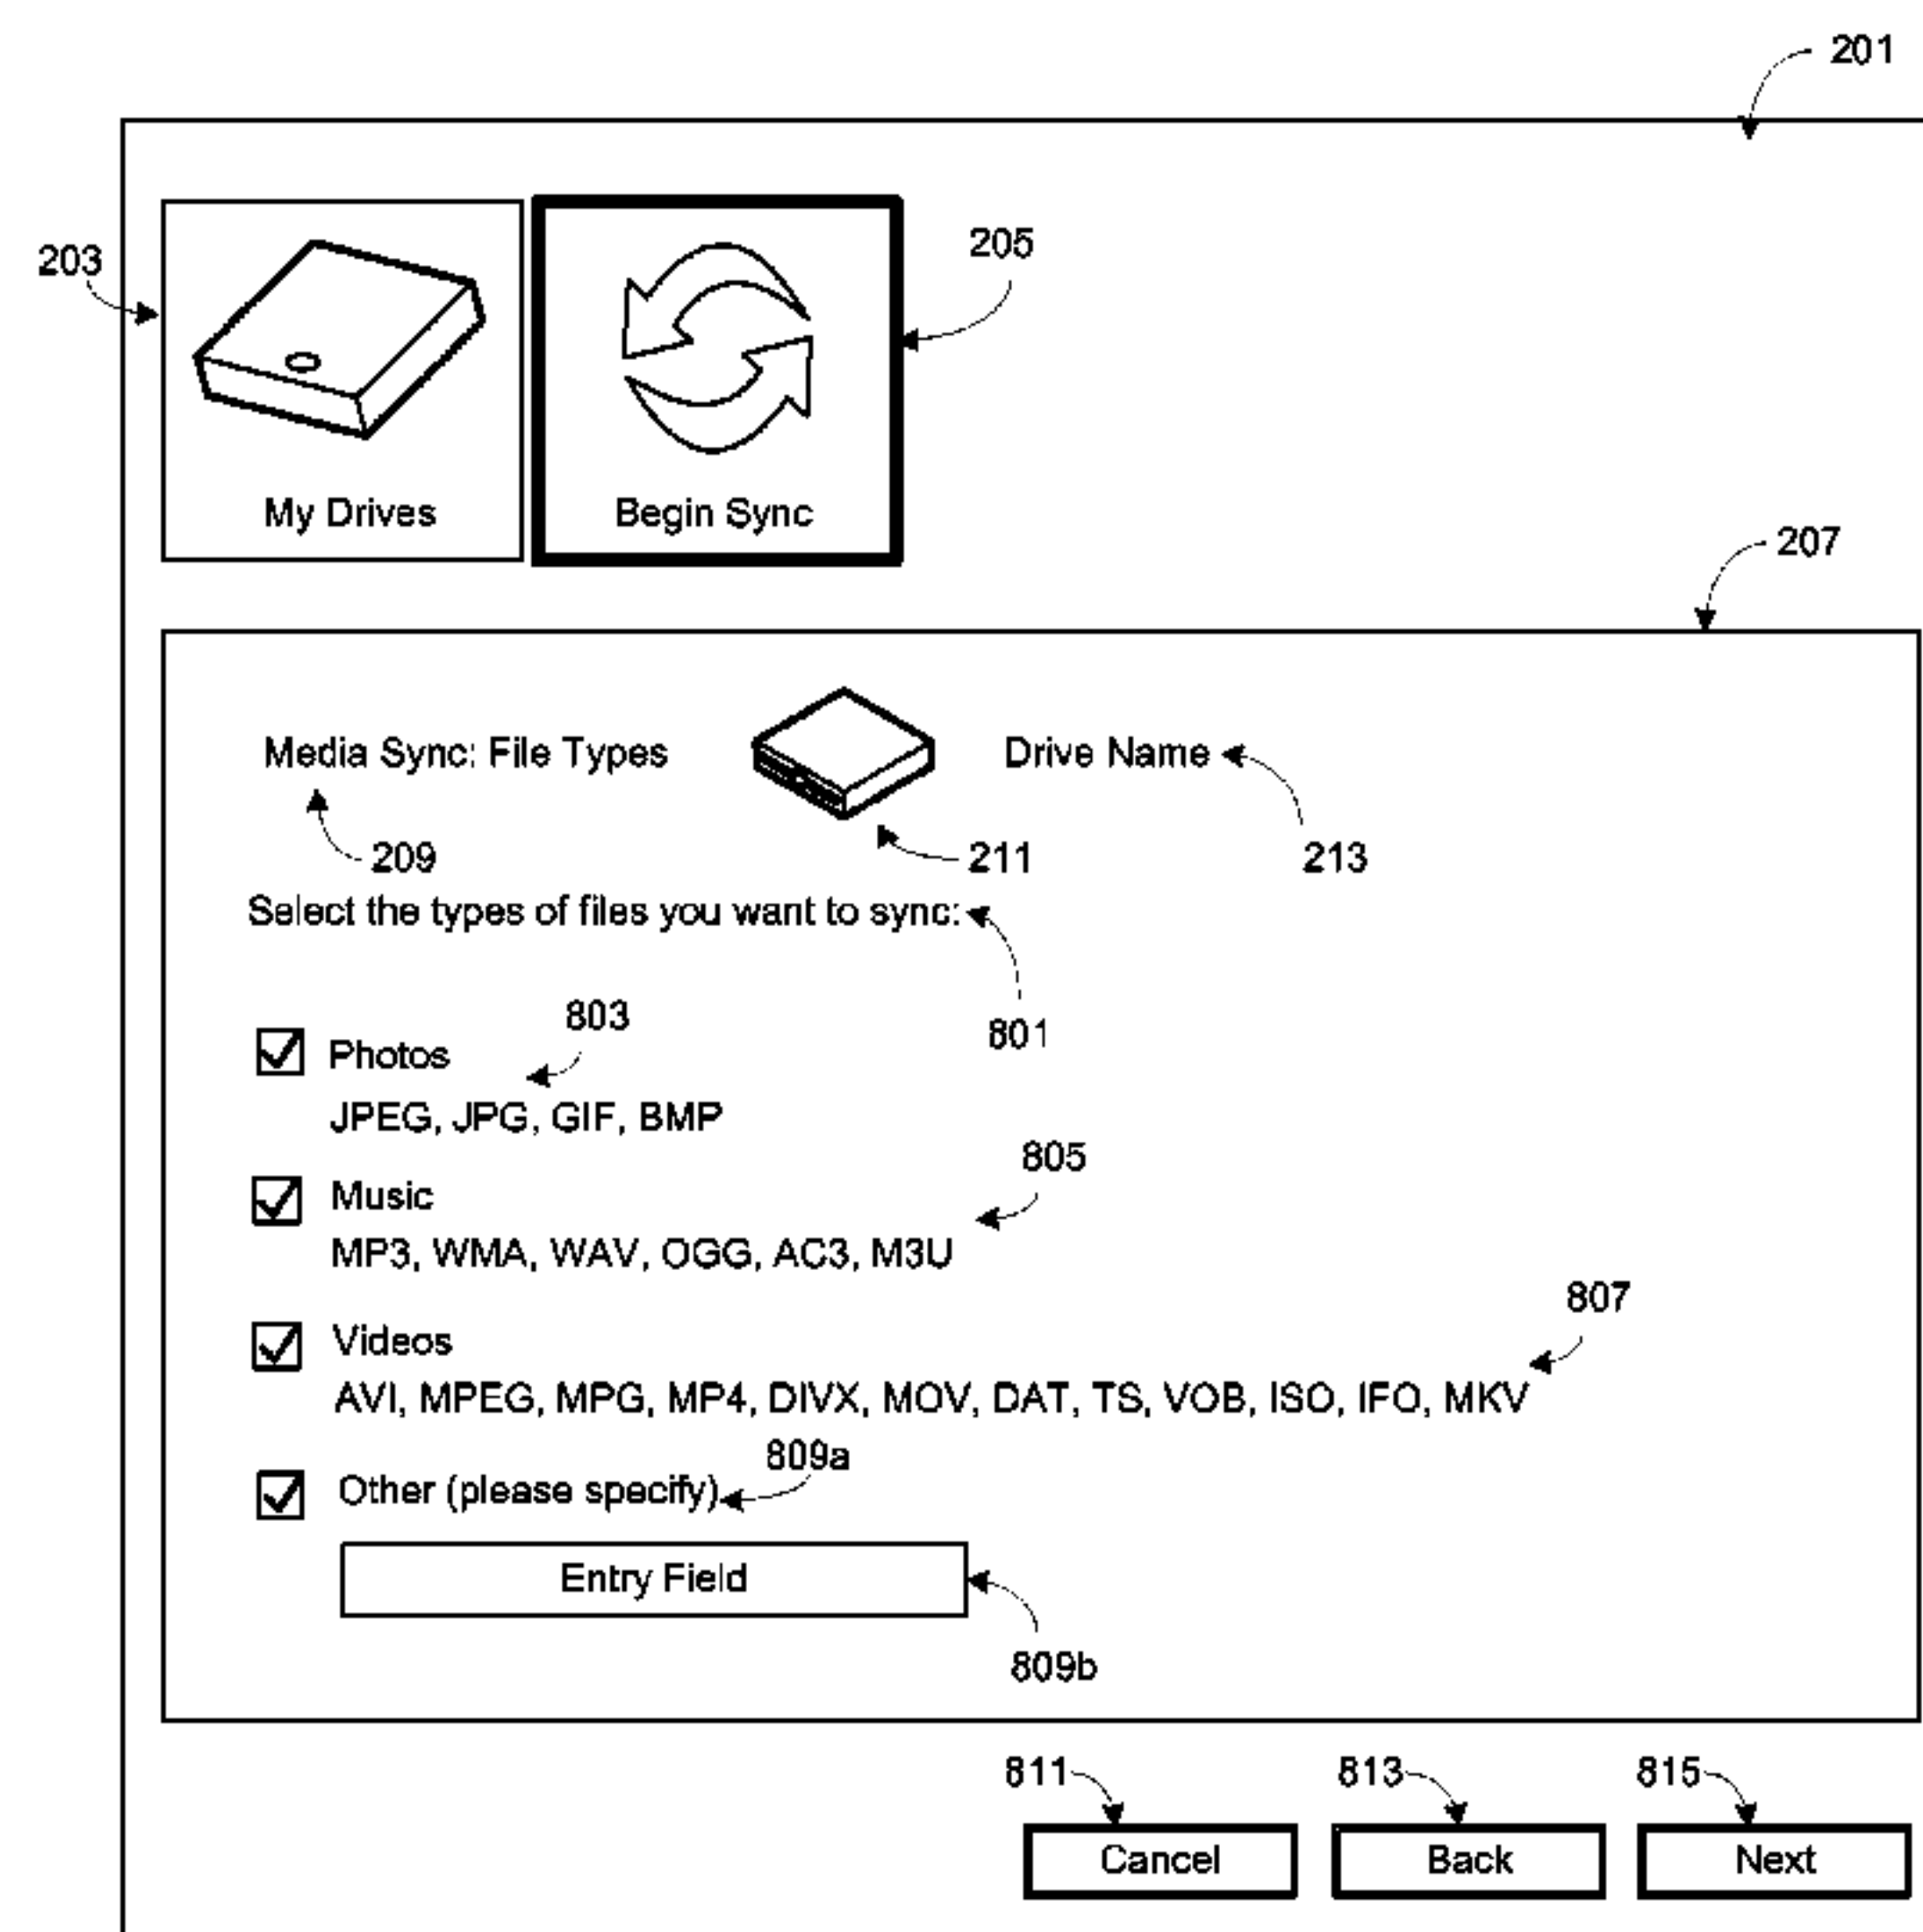 201
203
205
My Drives
Begin Sync
207
Media Sync: File Types
Drive Name
209
211
213
Select the types of files you want to sync:
801
803
Photos
JPEG, JPG, GIF, BMP
805
Music
MP3, WMA, WAV, OGG, AC3, M3U
807
Videos
AVI, MPEG, MPG, MP4, DIVX, MOV, DAT, TS, VOB, ISO, IFO, MKV
809a
Other (please specify)
Entry Field
809b
811
813
815
Cancel
Back
Next